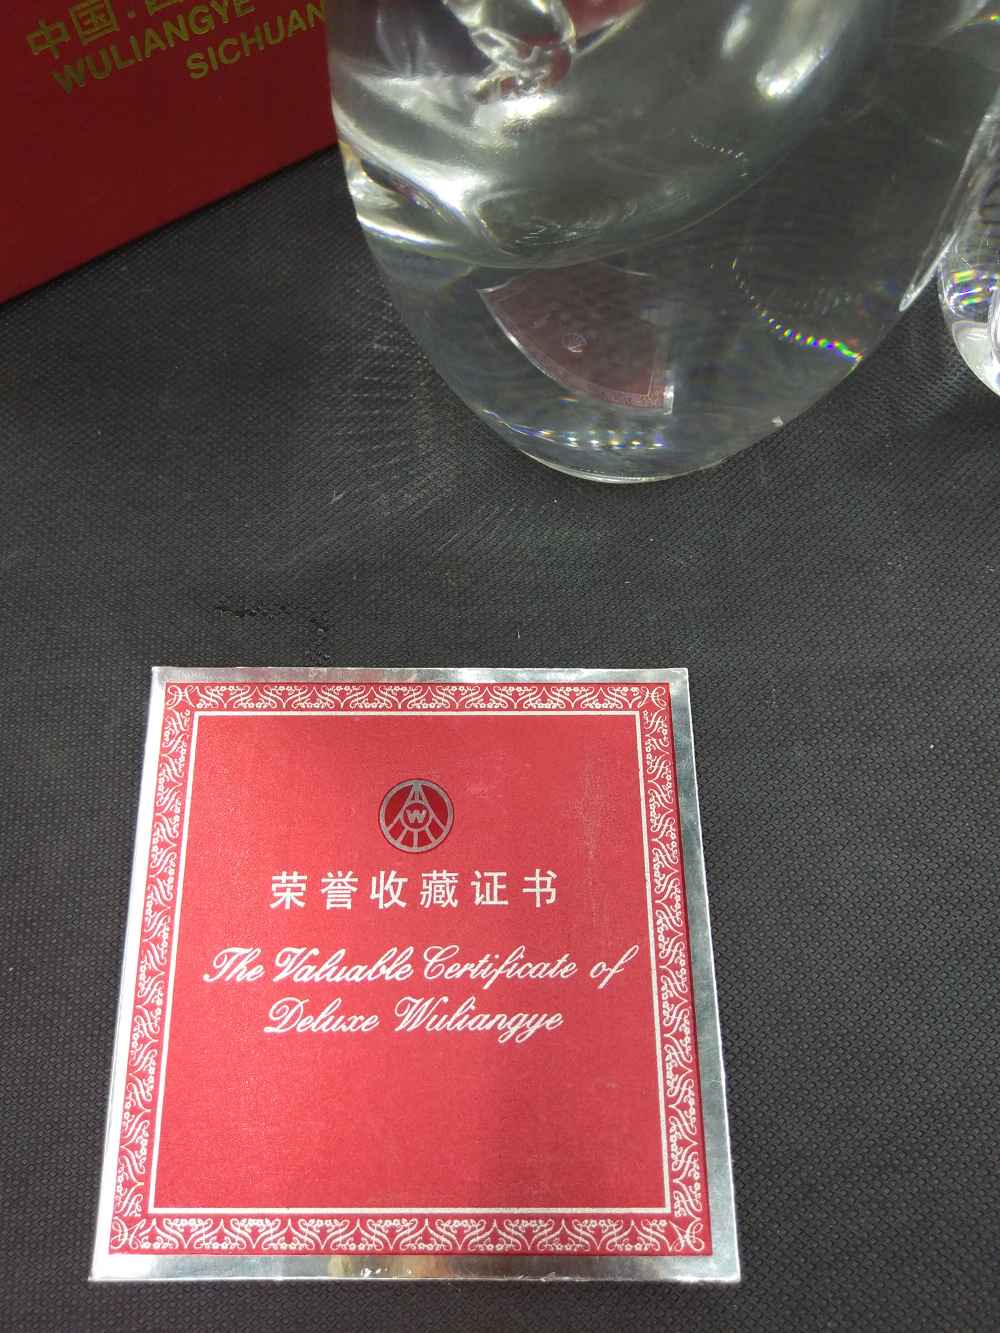 中国·
WULIANGYE
SICHUAN
W
荣誉收藏证书
The Valuable Certificate of
Deluxe Wuliangye